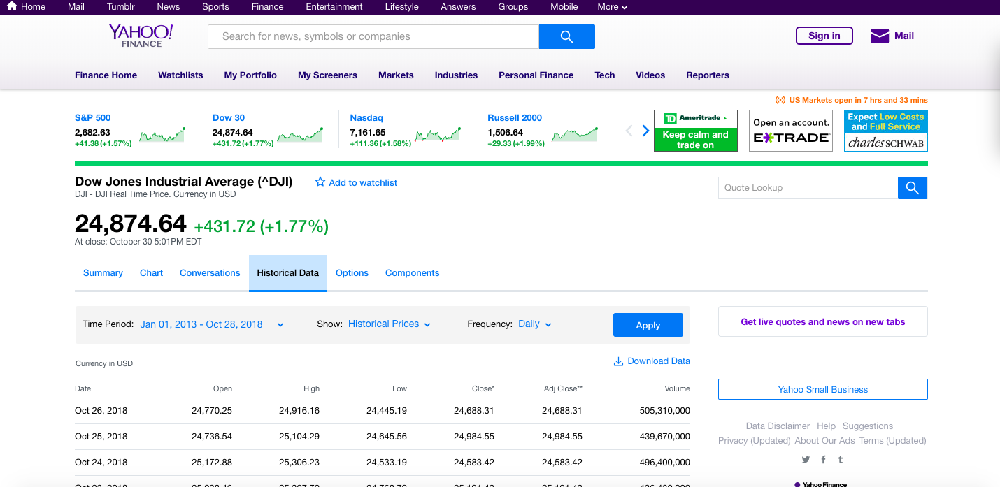 Home Mail Tumblr News Sports Finance Entertainment Lifestyle Answers Groups Mobile More
YAHOO!
FINANCE
Search for news, symbols or companies
Sign in
Mail
Finance Home Watchlists My Portfolio My Screeners Markets Industries Personal Finance Tech Videos Reporters
US Markets open in 7 hrs and 33 mins
S&P 500
2,682.63
+41.38 (+1.57%)
Dow 30
24,874.64
+431.72 (+1.77%)
Nasdaq
7,161.65
+111.36 (+1.58%)
Russell 2000
1,506.64
+29.33 (+1.99%)
TD Ameritrade
Keep calm and
trade on
Open an account.
E*TRADE
Expect Low Costs
and Full Service
charles SCHWAB
Dow Jones Industrial Average (^DJI)
Add to watchlist
DJI - DJI Real Time Price. Currency in USD
Quote Lookup
24,874.64 +431.72 (+1.77%)
At close: October 30 5:01PM EDT
Summary Chart Conversations Historical Data Options Components
Time Period: Jan 01, 2013 - Oct 28, 2018 Show: Historical Prices Frequency: Daily Apply
Get live quotes and news on new tabs
Currency in USD
Download Data
Date Open High Low Close* Adj Close** Volume
Oct 26, 2018 24,770.25 24,916.16 24,445.19 24,688.31 24,688.31 505,310,000
Oct 25, 2018 24,736.54 25,104.29 24,645.56 24,984.55 24,984.55 439,670,000
Oct 24, 2018 25,172.88 25,306.23 24,533.19 24,583.42 24,583.42 496,400,000
Yahoo Small Business
Data Disclaimer Help Suggestions
Privacy (Updated) About Our Ads Terms (Updated)
Yahoo Finance